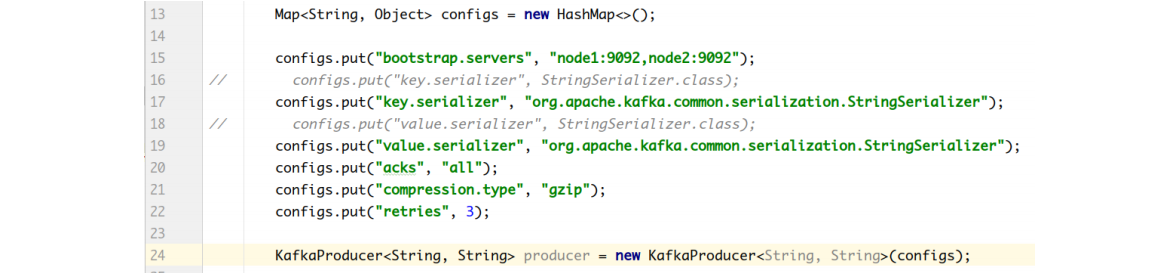 13 Map<String, Object> configs = new HashMap<>();
14
15 configs.put("bootstrap.servers", "node1:9092,node2:9092");
16 // configs.put("key.serializer", StringSerializer.class);
17 configs.put("key.serializer", "org.apache.kafka.common.serialization.StringSerializer");
18 // configs.put("value.serializer", StringSerializer.class);
19 configs.put("value.serializer", "org.apache.kafka.common.serialization.StringSerializer");
20 configs.put("acks", "all");
21 configs.put("compression.type", "gzip");
22 configs.put("retries", 3);
23
24 KafkaProducer<String, String> producer = new KafkaProducer<String, String>(configs);